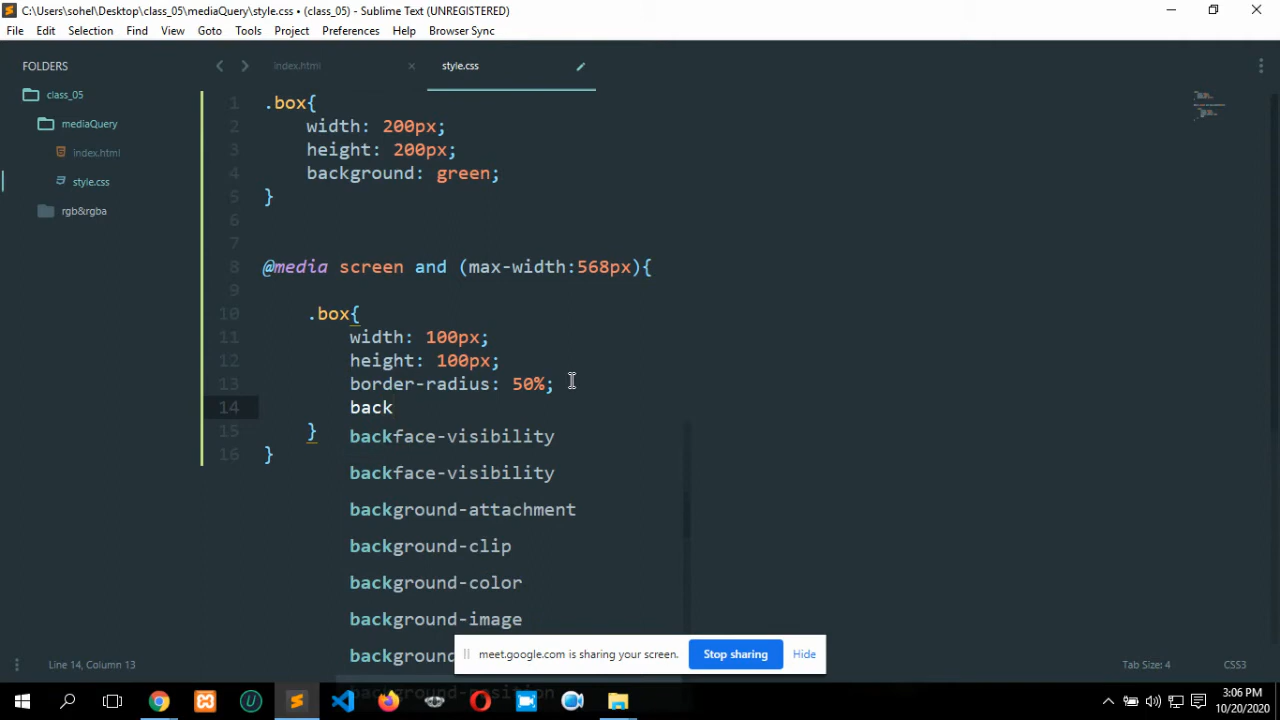 C:\Users\sohel\Desktop\class_05\mediaQuery\style.css • (class_05) - Sublime Text (UNREGISTERED)
File Edit Selection Find View Goto Tools Project Preferences Help Browser Sync
FOLDERS
class_05
mediaQuery
index.html
style.css
rgb&rgba
index.html
style.css
1 .box{
2 width: 200px;
3 height: 200px;
4 background: green;
5 }
6
7
8 @media screen and (max-width:568px){
9
10 .box{
11 width: 100px;
12 height: 100px;
13 border-radius: 50%;
14 back
15 }
16 }
backface-visibility
backface-visibility
background-attachment
background-clip
background-color
background-image
background
background-position
meet.google.com is sharing your screen. Stop sharing Hide
Line 14, Column 13 Tab Size: 4 CSS3
3:06 PM
10/20/2020